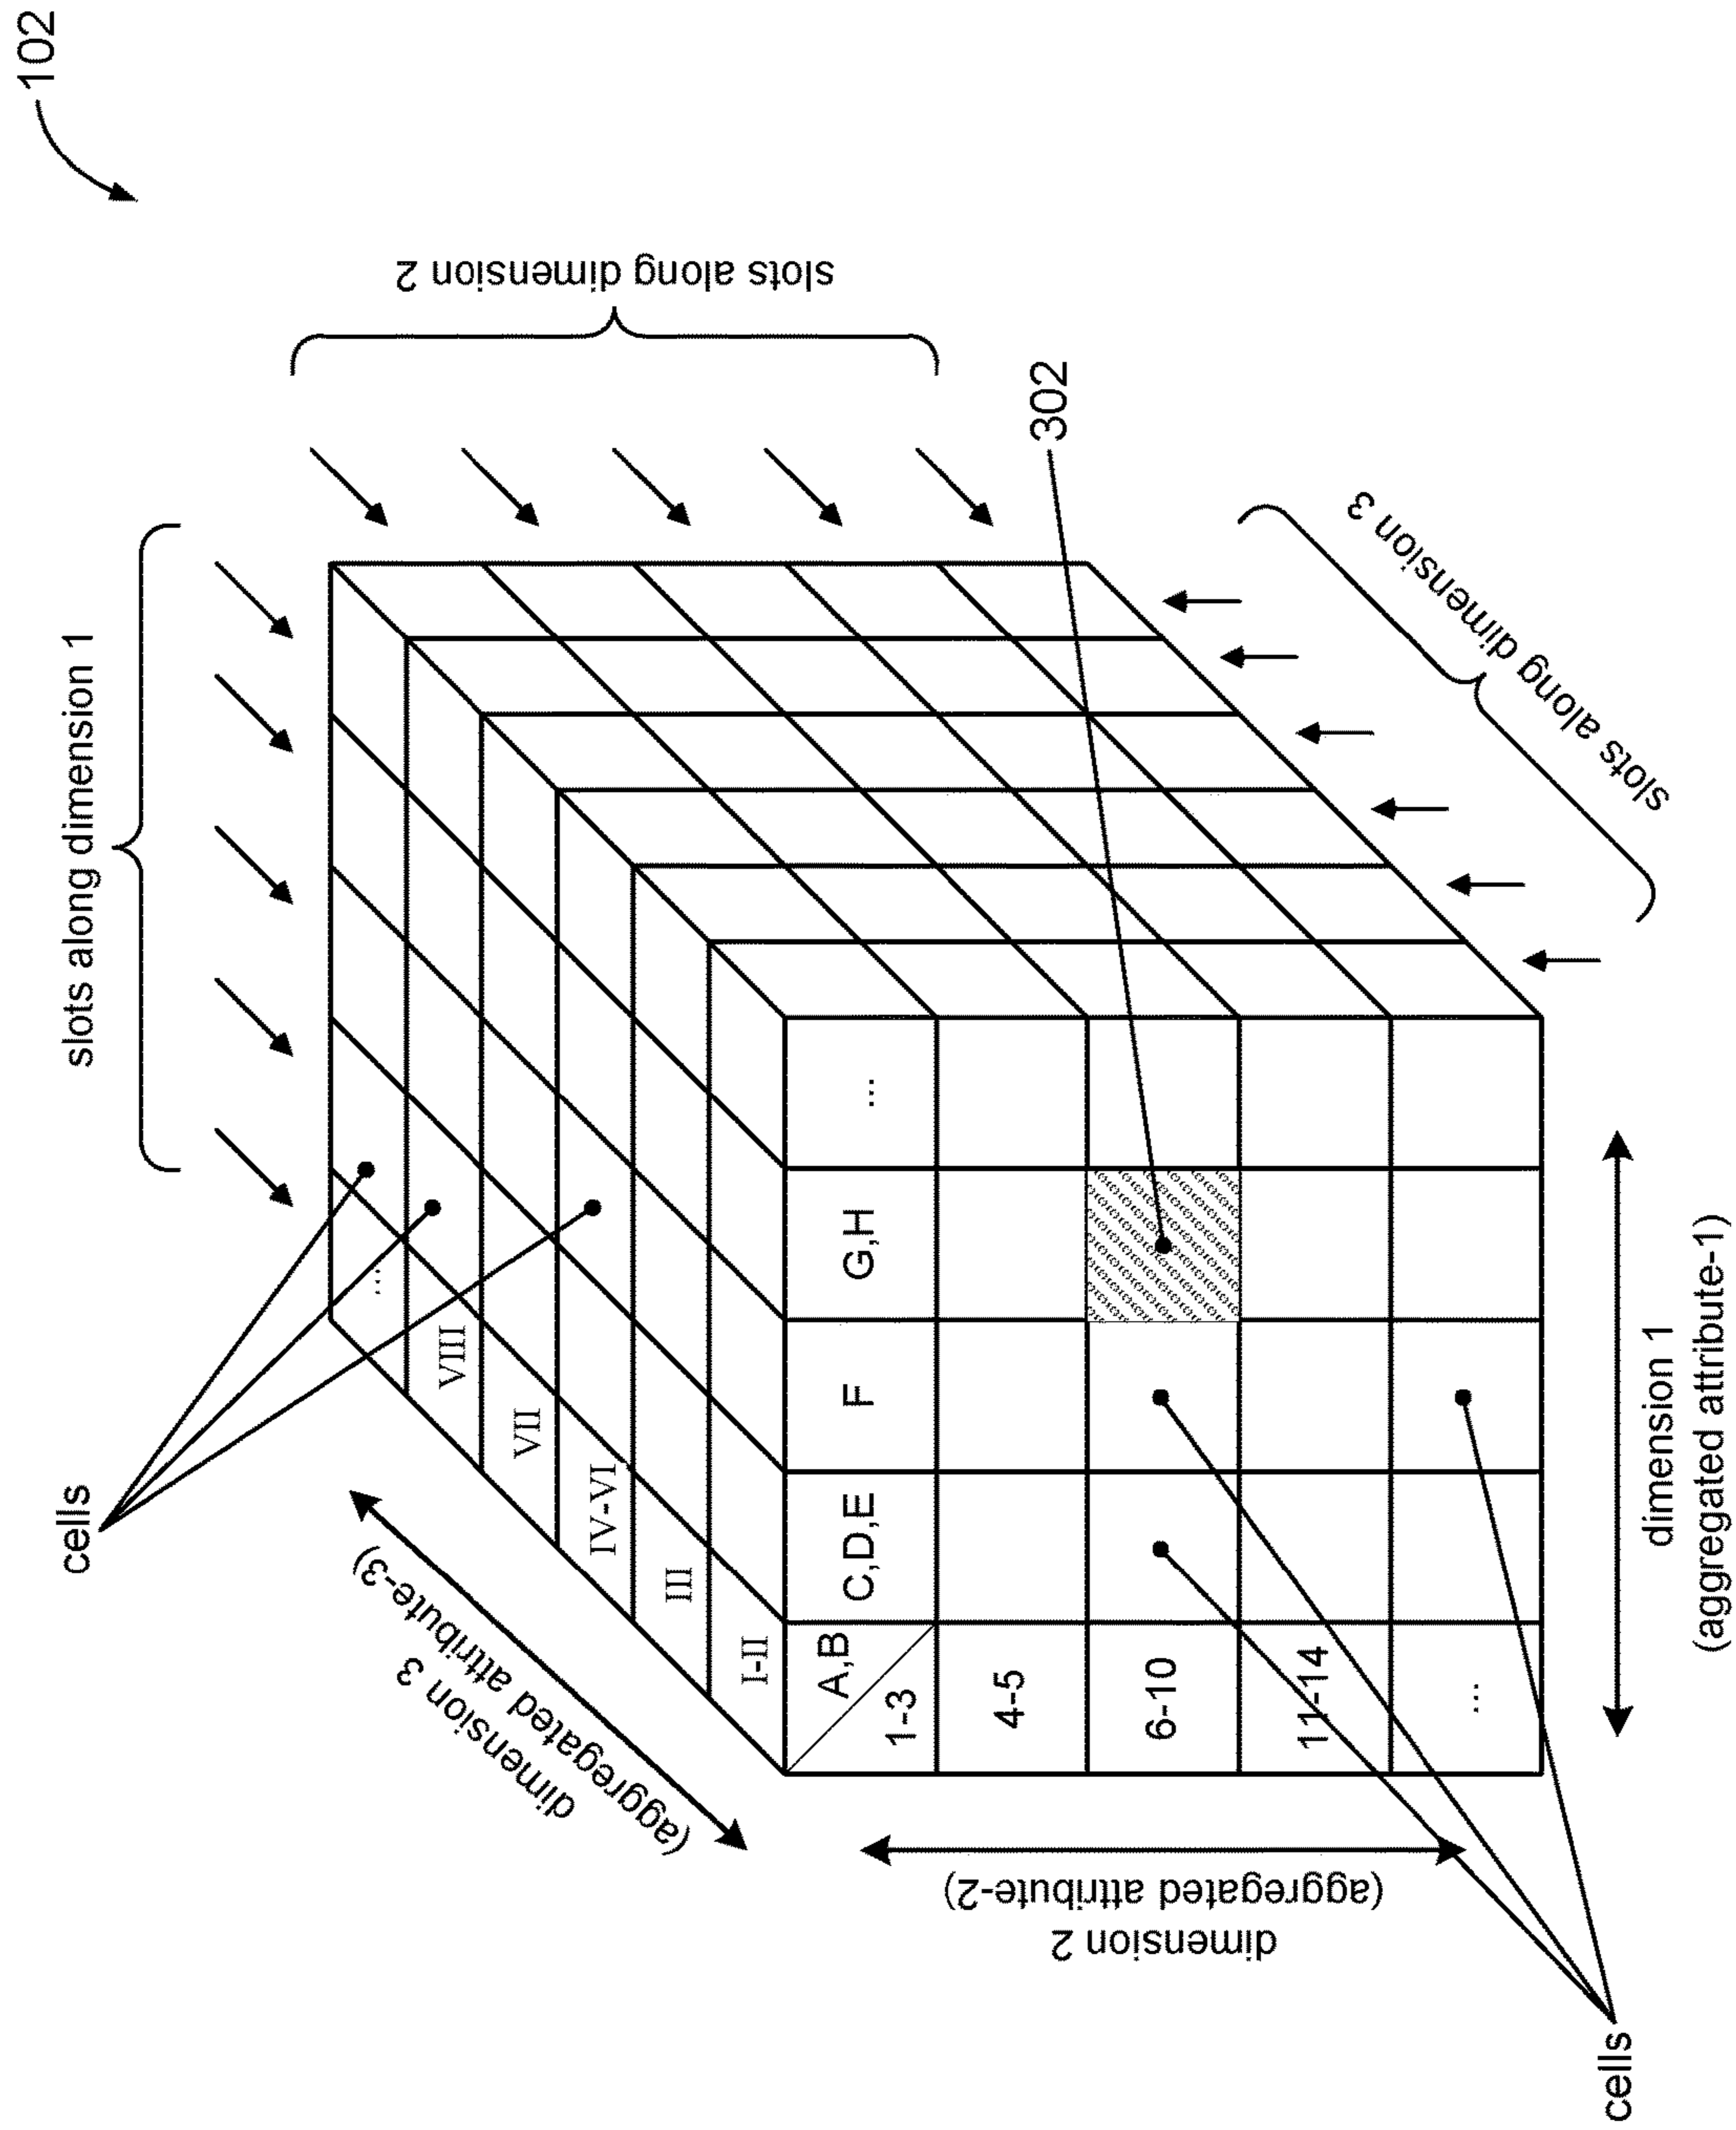 102
slots along dimension 1
slots along dimension 2
slots along dimension 3
302
cells
dimension 3
(aggregated attribute-3)
...
VIII
VII
IV-VI
III
I-II
A,B
C,D,E
F
G,H
...
1-3
4-5
6-10
11-14
...
dimension 2
(aggregated attribute-2)
dimension 1
(aggregated attribute-1)
cells